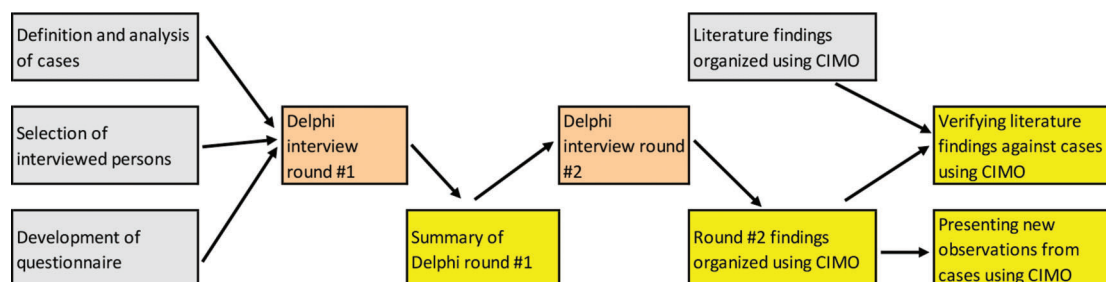 Definition and analysis
of cases
Selection of
interviewed persons
Development of
questionnaire
Delphi
interview
round #1
Summary of
Delphi round #1
Delphi
interview round
#2
Literature findings
organized using CIMO
Round #2 findings
organized using CIMO
Verifying literature
findings against cases
using CIMO
Presenting new
observations from
cases using CIMO